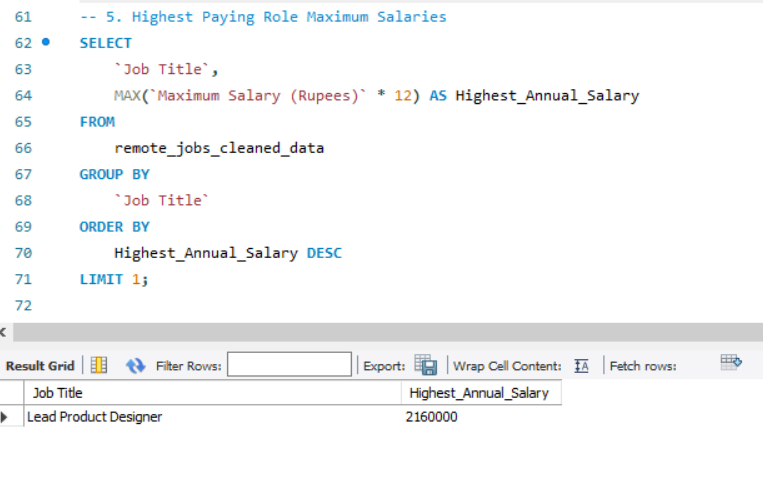 61 -- 5. Highest Paying Role Maximum Salaries
62 SELECT
63 `Job Title`,
64 MAX(`Maximum Salary (Rupees)` * 12) AS Highest_Annual_Salary
65 FROM
66 remote_jobs_cleaned_data
67 GROUP BY
68 `Job Title`
69 ORDER BY
70 Highest_Annual_Salary DESC
71 LIMIT 1;
72
Result Grid Filter Rows: Export: Wrap Cell Content: Fetch rows:
Job Title Highest_Annual_Salary
Lead Product Designer 2160000